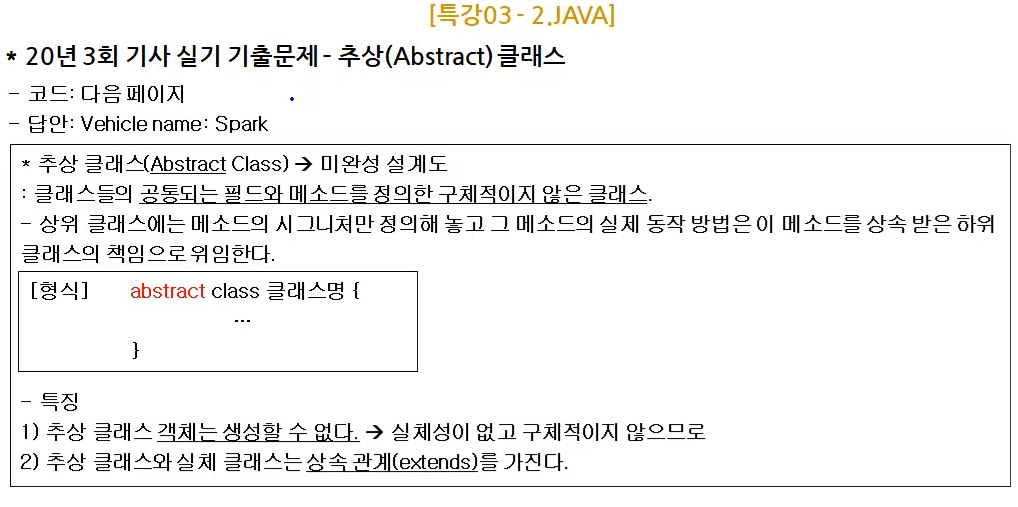 [특강03 - 2.JAVA]
* 20년 3회 기사 실기 기출문제 - 추상(Abstract) 클래스
- 코드: 다음 페이지
- 답안: Vehicle name: Spark
* 추상 클래스(Abstract Class) → 미완성 설계도
: 클래스들의 공통되는 필드와 메소드를 정의한 구체적이지 않은 클래스.
- 상위 클래스에는 메소드의 시그니처만 정의해 놓고 그 메소드의 실제 동작 방법은 이 메소드를 상속 받은 하위
클래스의 책임으로 위임한다.
[형식] abstract class 클래스명 {
...
}
- 특징
1) 추상 클래스 객체는 생성할 수 없다. → 실체성이 없고 구체적이지 않으므로
2) 추상 클래스와 실체 클래스는 상속 관계(extends)를 가진다.